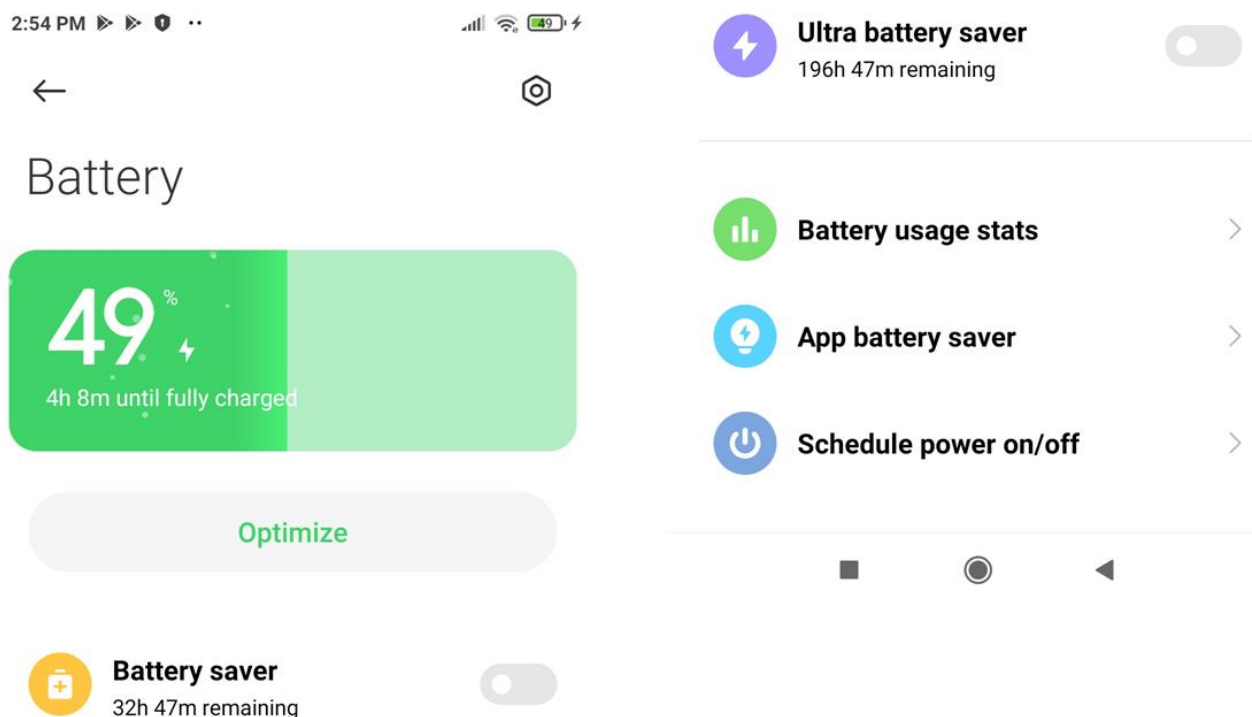 2:54 PM
49
Battery
49%
4h 8m until fully charged
Optimize
Battery saver
32h 47m remaining
Ultra battery saver
196h 47m remaining
Battery usage stats
App battery saver
Schedule power on/off